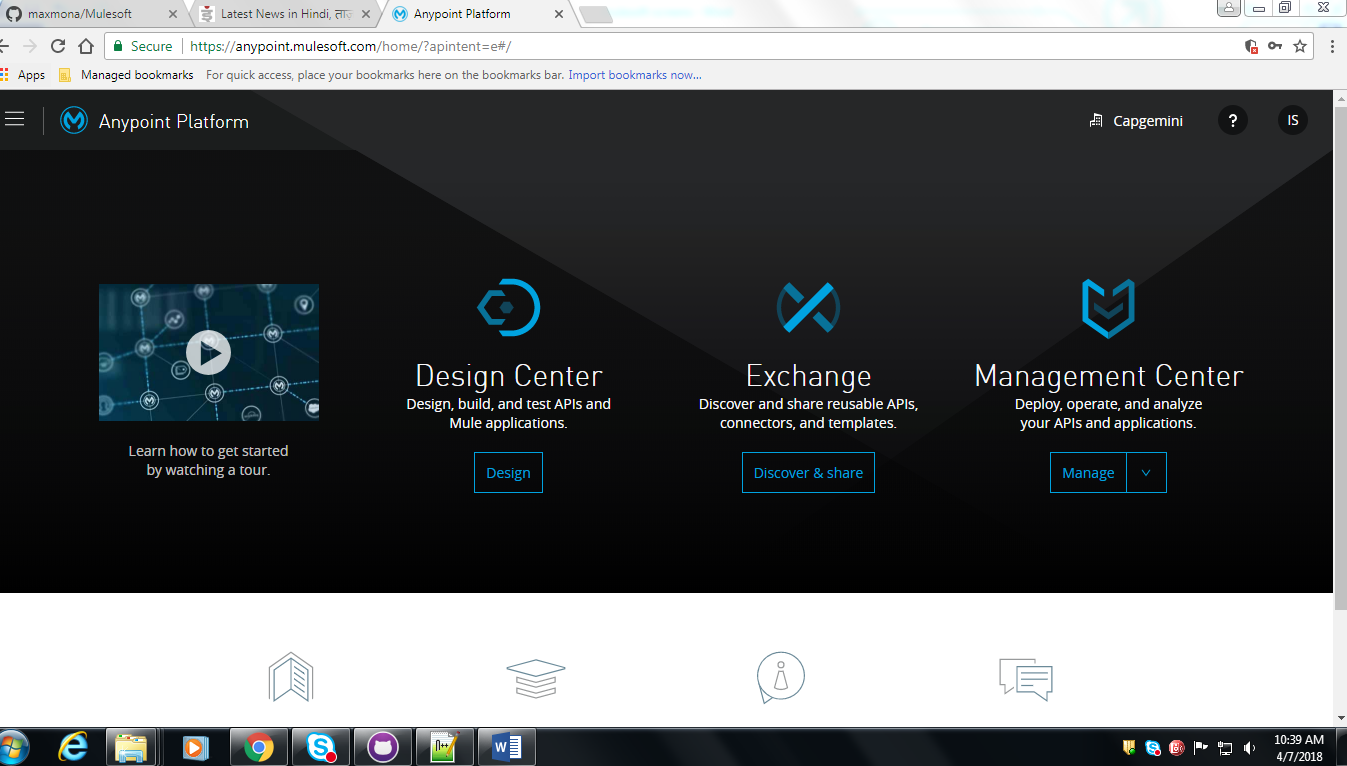 maxmona/Mulesoft
Latest News in Hindi, ता
Anypoint Platform
Secure
https://anypoint.mulesoft.com/home/?apintent=e#/
Apps
Managed bookmarks
For quick access, place your bookmarks here on the bookmarks bar. Import bookmarks now...
Anypoint Platform
Capgemini
?
IS
Design Center
Design, build, and test APIs and
Mule applications.
Design
Exchange
Discover and share reusable APIs,
connectors, and templates.
Discover & share
Management Center
Deploy, operate, and analyze
your APIs and applications.
Manage
Learn how to get started
by watching a tour.
10:39 AM
4/7/2018